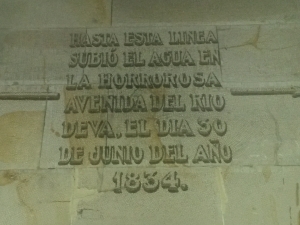 HASTA ESTA LINEA
SUBIÓ EL AGUA EN
LA HORROROSA
AVENIDA DEL RIO
DEVA, EL DIA 30
DE JUNIO DEL AÑO
1834.